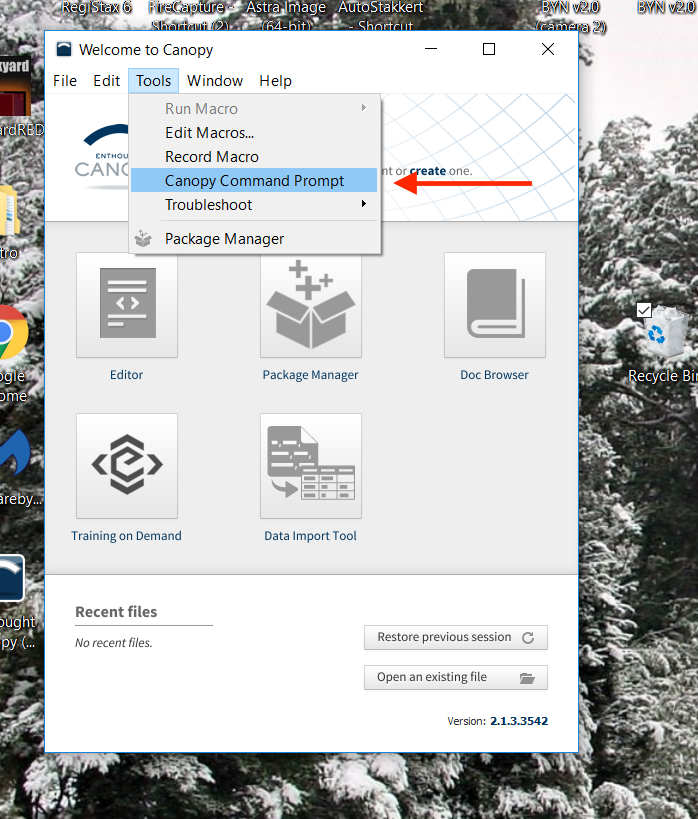 RegiStax 6 FireCapture - Astra Image AutoStakkert BYN v2,0 BYN v2,0
Shortcut (2) (64-bit) - Shortcut (camera 2)
Welcome to Canopy
File Edit Tools Window Help
Run Macro
Edit Macros...
Record Macro
Canopy Command Prompt
Troubleshoot
Package Manager
ENTHOU
CANO
nt or create one.
Editor
Package Manager
Doc Browser
Training on Demand
Data Import Tool
Recent files
No recent files.
Restore previous session
Open an existing file
Version: 2.1.3.3542
kyard
ardRED
tro
ogle
ome
areby...
ought
py (...
Recycle Bin